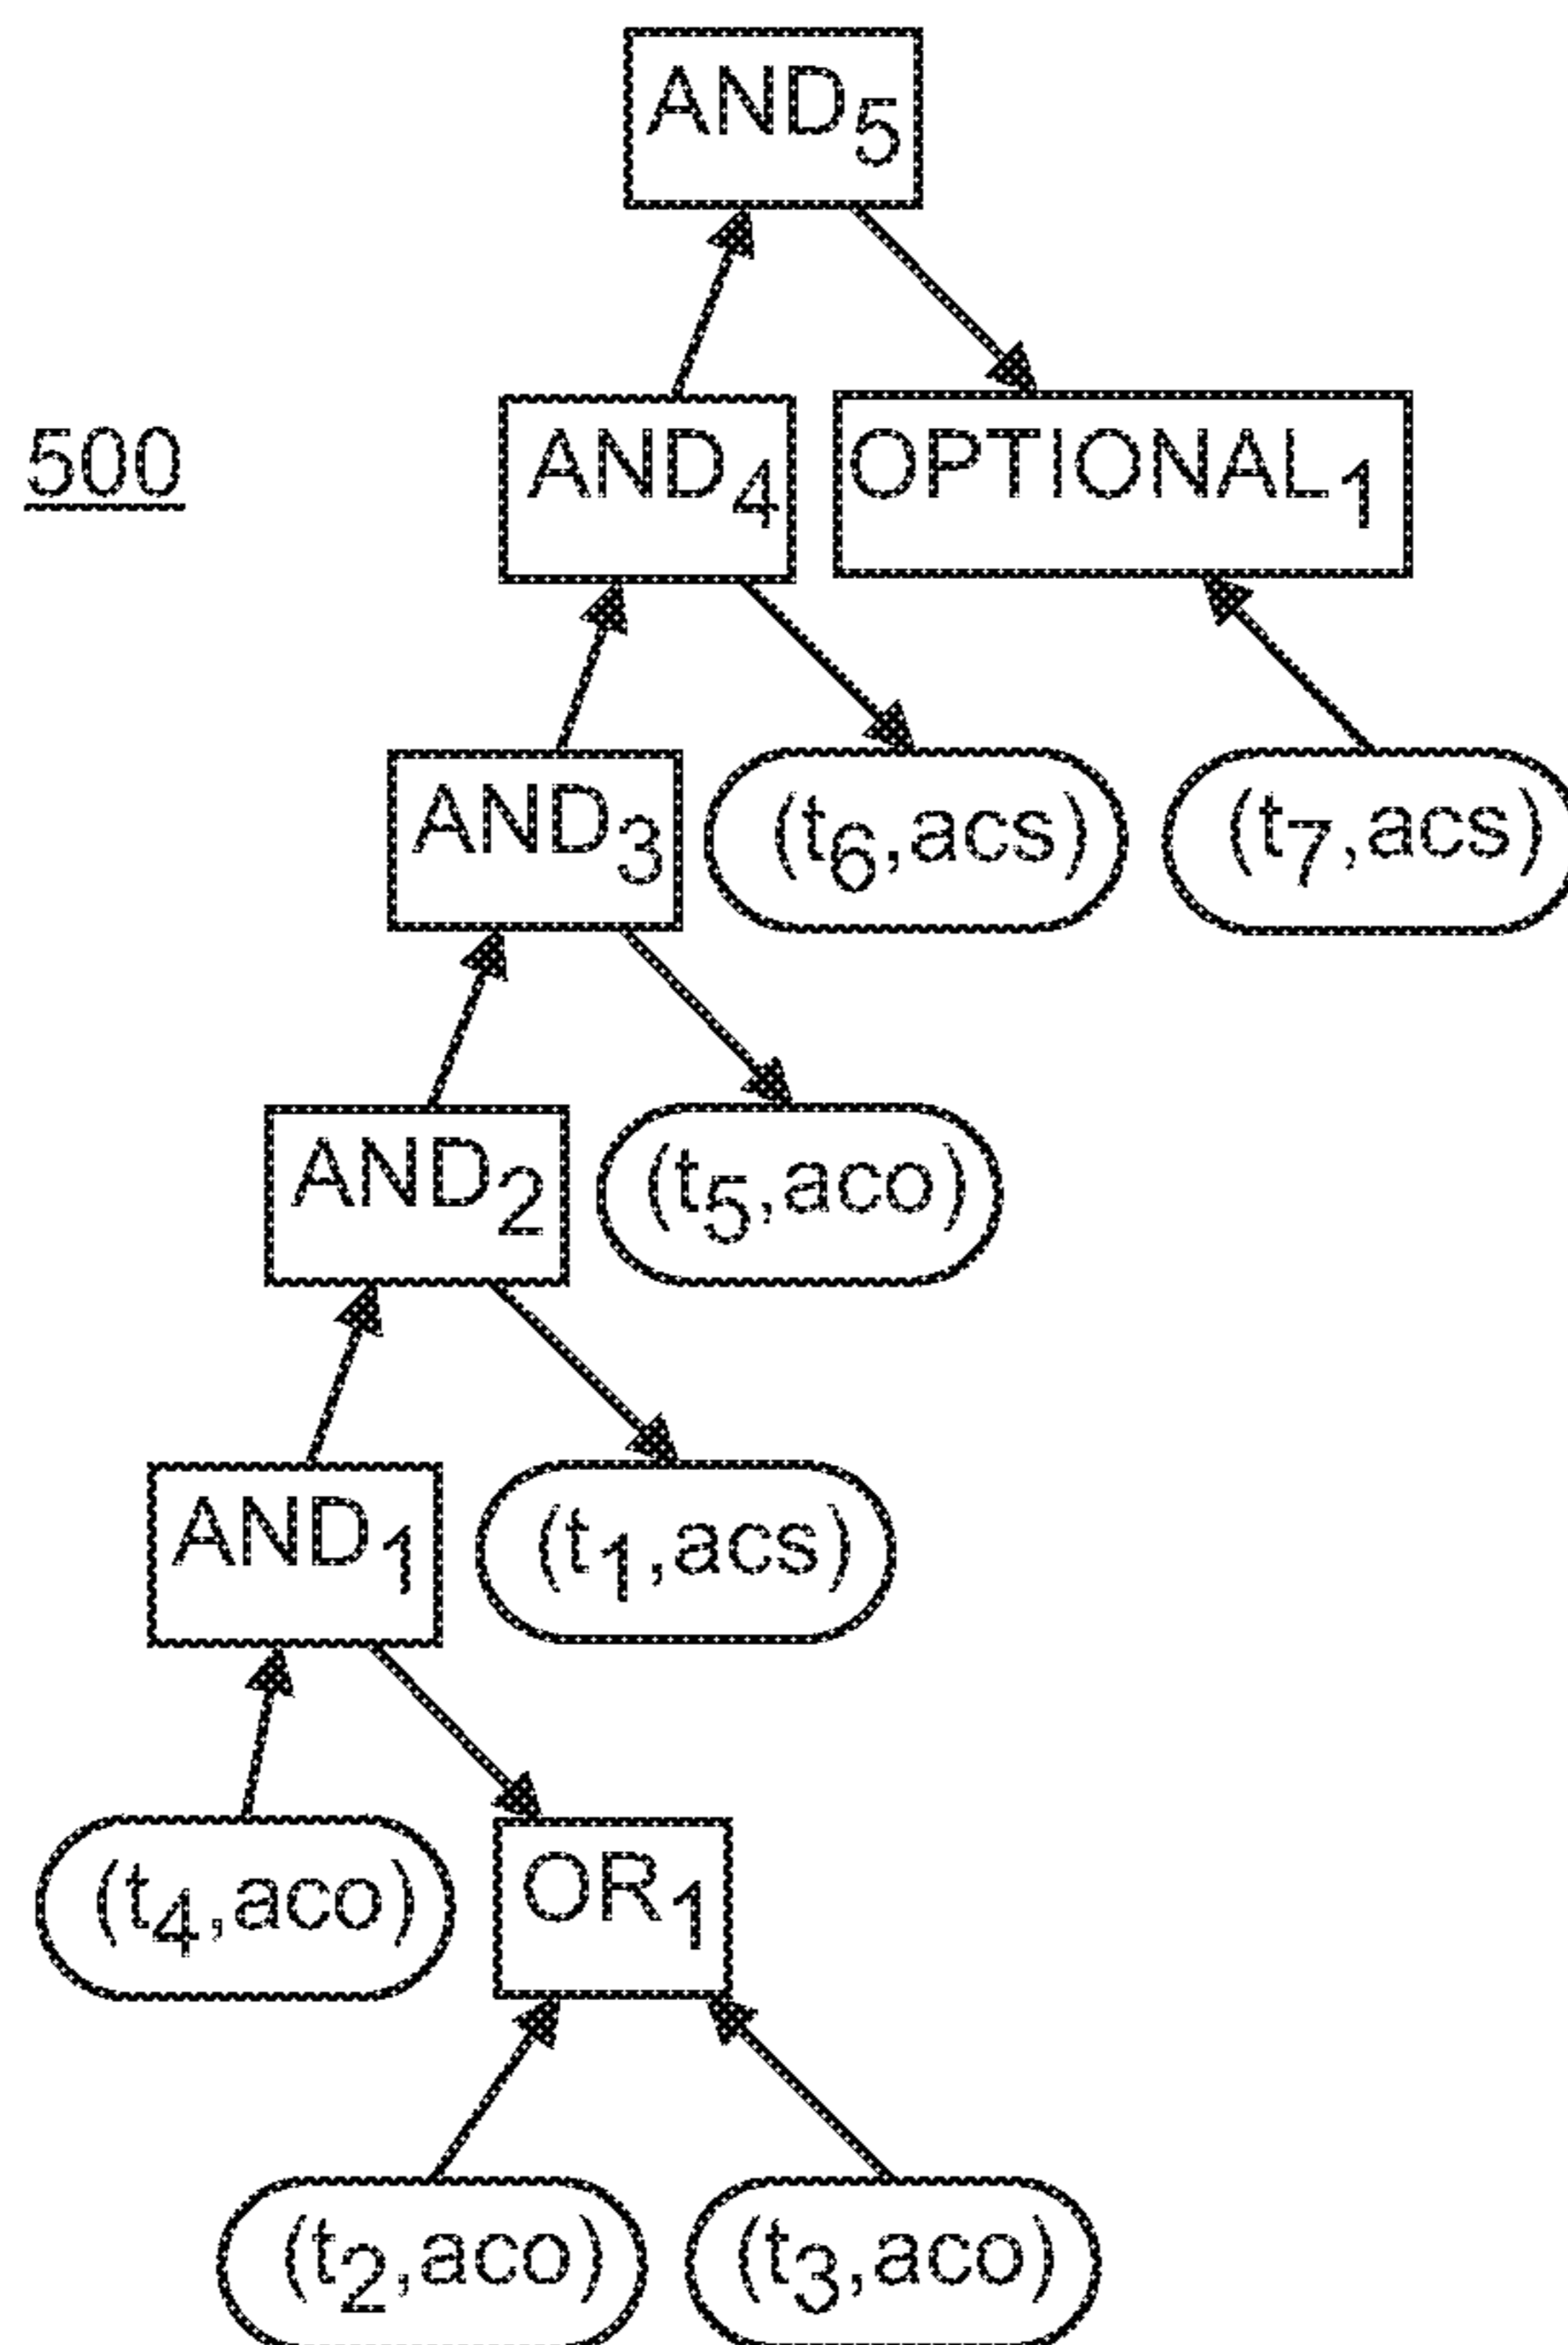 AND5
500
AND4
OPTIONAL1
AND3
(t6,acs)
(t7,acs)
AND2
(t5,aco)
AND1
(t1,acs)
(t4,aco)
OR1
(t2,aco)
(t3,aco)